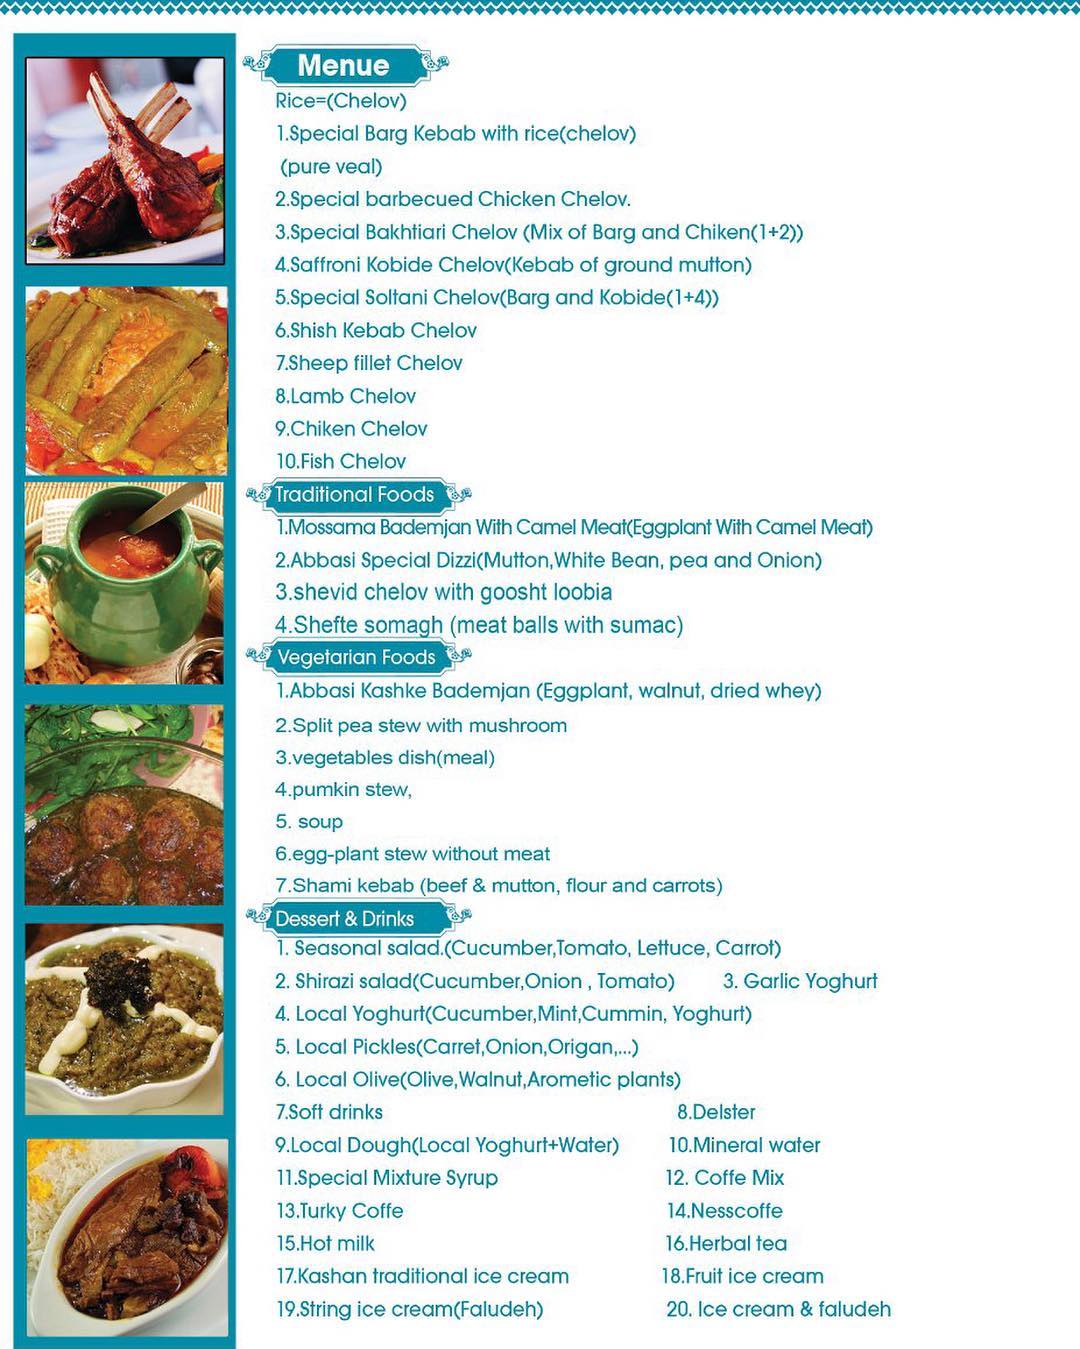 Menue
Rice=(Chelov)
1.Special Barg Kebab with rice(chelov)
(pure veal)
2.Special barbecued Chicken Chelov.
3.Special Bakhtiari Chelov (Mix of Barg and Chiken(1+2))
4.Saffroni Kobide Chelov(Kebab of ground mutton)
5.Special Soltani Chelov(Barg and Kobide(1+4))
6.Shish Kebab Chelov
7.Sheep fillet Chelov
8.Lamb Chelov
9.Chiken Chelov
10.Fish Chelov
Traditional Foods
1.Mossama Bademjan With Camel Meat(Eggplant With Camel Meat)
2.Abbasi Special Dizzi(Mutton,White Bean, pea and Onion)
3.shevid chelov with goosht loobia
4.Shefte somagh (meat balls with sumac)
Vegetarian Foods
1.Abbasi Kashke Bademjan (Eggplant, walnut, dried whey)
2.Split pea stew with mushroom
3.vegetables dish(meal)
4.pumkin stew,
5. soup
6.egg-plant stew without meat
7.Shami kebab (beef & mutton, flour and carrots)
Dessert & Drinks
1. Seasonal salad.(Cucumber,Tomato, Lettuce, Carrot)
2. Shirazi salad(Cucumber,Onion , Tomato) 3. Garlic Yoghurt
4. Local Yoghurt(Cucumber,Mint,Cummin, Yoghurt)
5. Local Pickles(Carret,Onion,Origan,...)
6. Local Olive(Olive,Walnut,Arometic plants)
7.Soft drinks 8.Delster
9.Local Dough(Local Yoghurt+Water) 10.Mineral water
11.Special Mixture Syrup 12. Coffe Mix
13.Turky Coffe 14.Nesscoffe
15.Hot milk 16.Herbal tea
17.Kashan traditional ice cream 18.Fruit ice cream
19.String ice cream(Faludeh) 20. Ice cream & faludeh